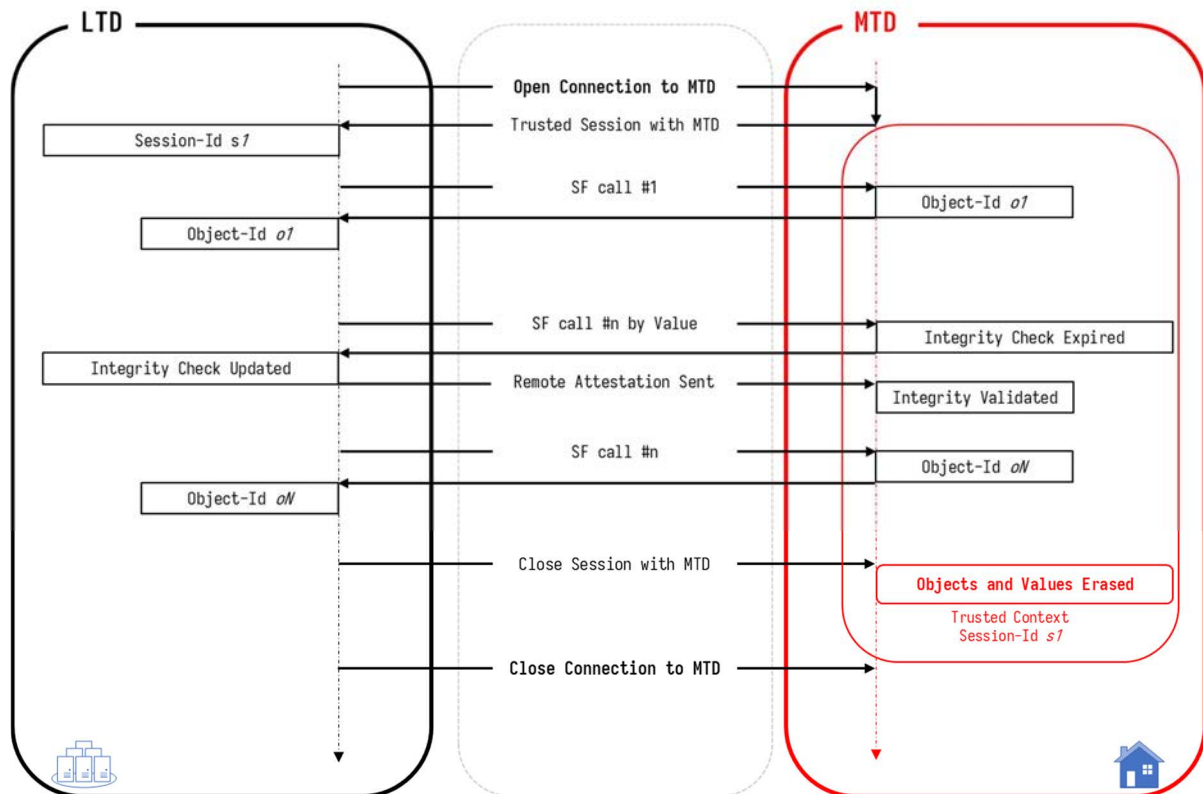 LTD
MTD
Open Connection to MTD
Trusted Session with MTD
Session-Id s1
SF call #1
Object-Id o1
Object-Id o1
SF call #n by Value
Integrity Check Expired
Integrity Check Updated
Remote Attestation Sent
Integrity Validated
SF call #n
Object-Id oN
Object-Id oN
Close Session with MTD
Objects and Values Erased
Trusted Context
Session-Id s1
Close Connection to MTD